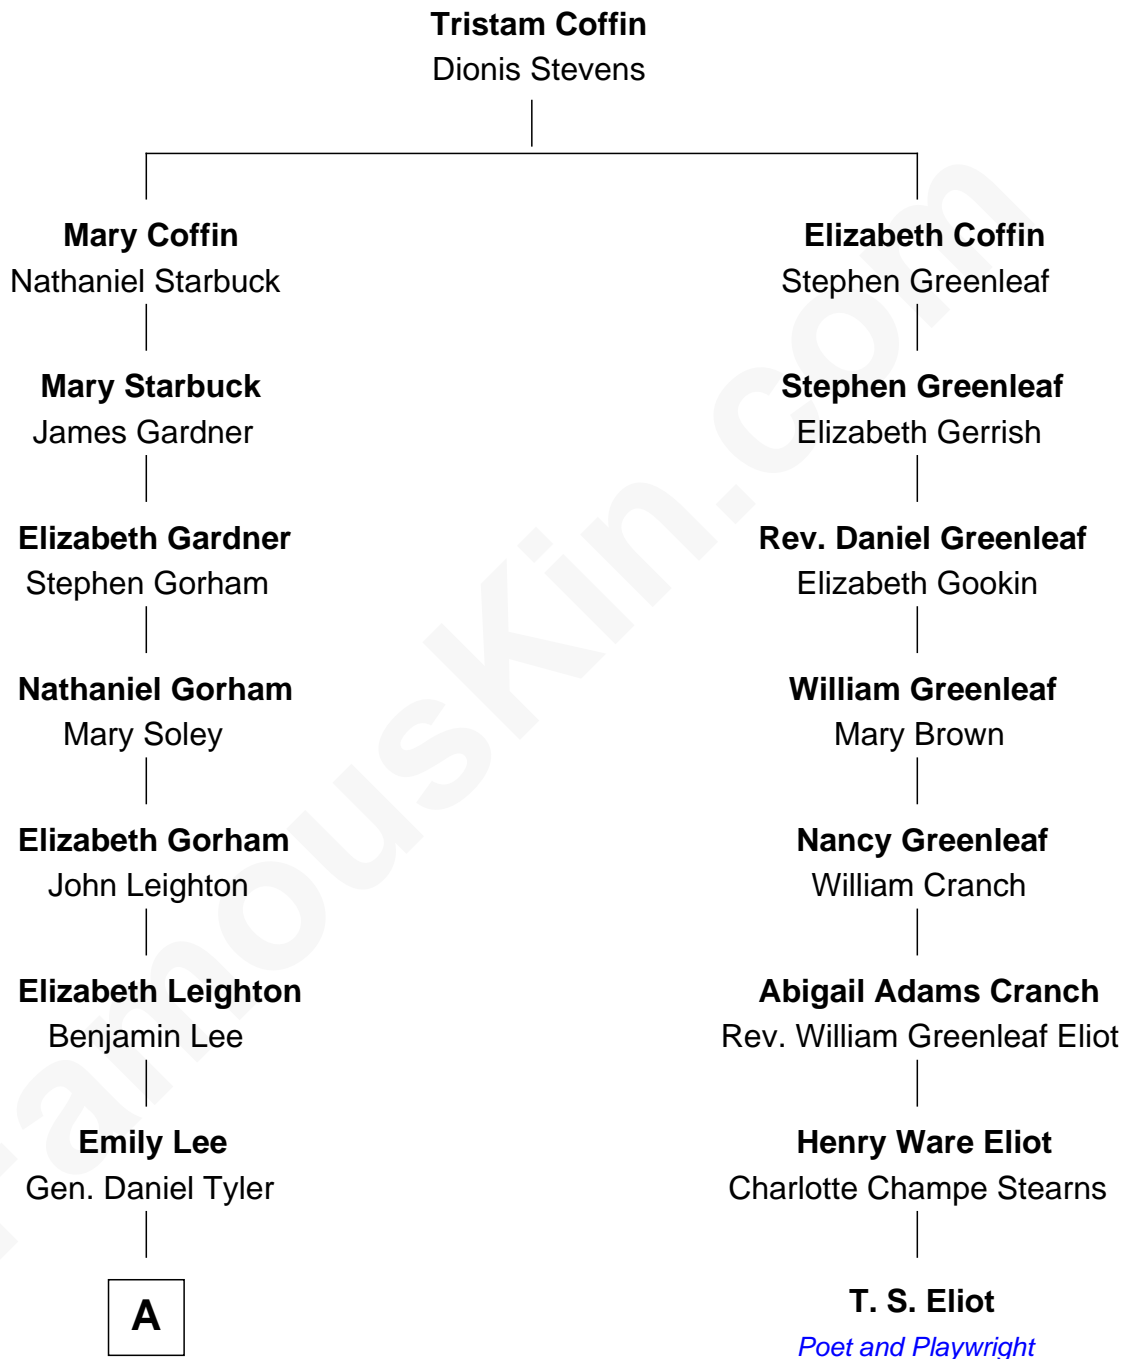 Tristam Coffin
Dionis Stevens
Mary Coffin
Nathaniel Starbuck
Elizabeth Coffin
Stephen Greenleaf
Mary Starbuck
James Gardner
Stephen Greenleaf
Elizabeth Gerrish
Elizabeth Gardner
Stephen Gorham
Rev. Daniel Greenleaf
Elizabeth Gookin
Nathaniel Gorham
Mary Soley
William Greenleaf
Mary Brown
Elizabeth Gorham
John Leighton
Nancy Greenleaf
William Cranch
Elizabeth Leighton
Benjamin Lee
Abigail Adams Cranch
Rev. William Greenleaf Eliot
Emily Lee
Gen. Daniel Tyler
Henry Ware Eliot
Charlotte Champe Stearns
A
T. S. Eliot
Poet and Playwright
FamousKin.com